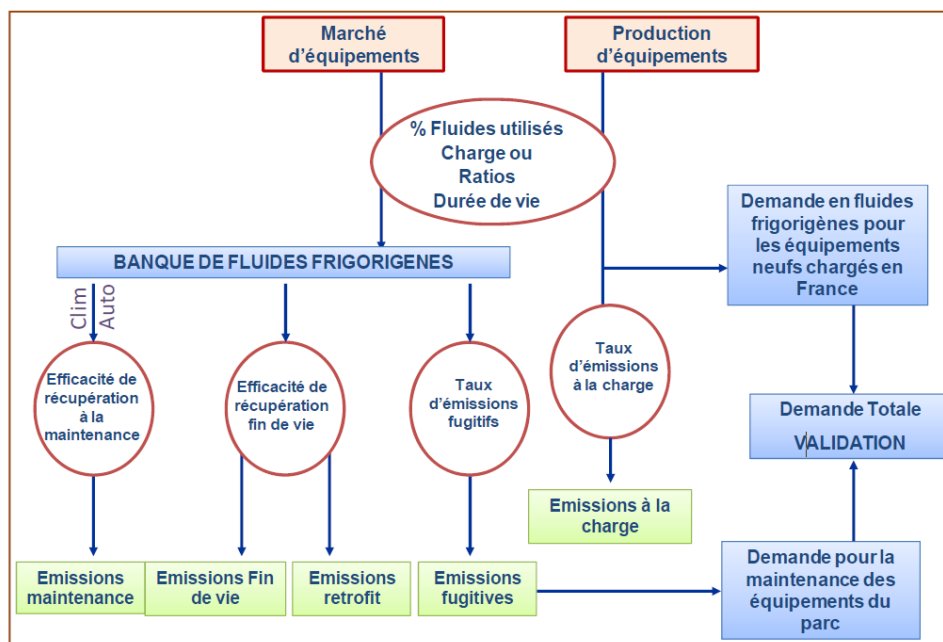 Marché
d'équipements
Production
d'équipements
% Fluides utilisés
Charge ou
Ratios
Durée de vie
Demande en fluides
frigorigènes pour
les équipements
neufs chargés en
France
BANQUE DE FLUIDES FRIGORIGENES
Clim
Auto
Efficacité de
récupération
à la
maintenance
Efficacité de
récupération
fin de vie
Taux
d'émissions
fugitifs
Taux
d'émissions
à la charge
Demande Totale
VALIDATION
Emissions à la
charge
Emissions
maintenance
Emissions Fin
de vie
Emissions
retrofit
Emissions
fugitives
Demande pour la
maintenance des
équipements du
parc